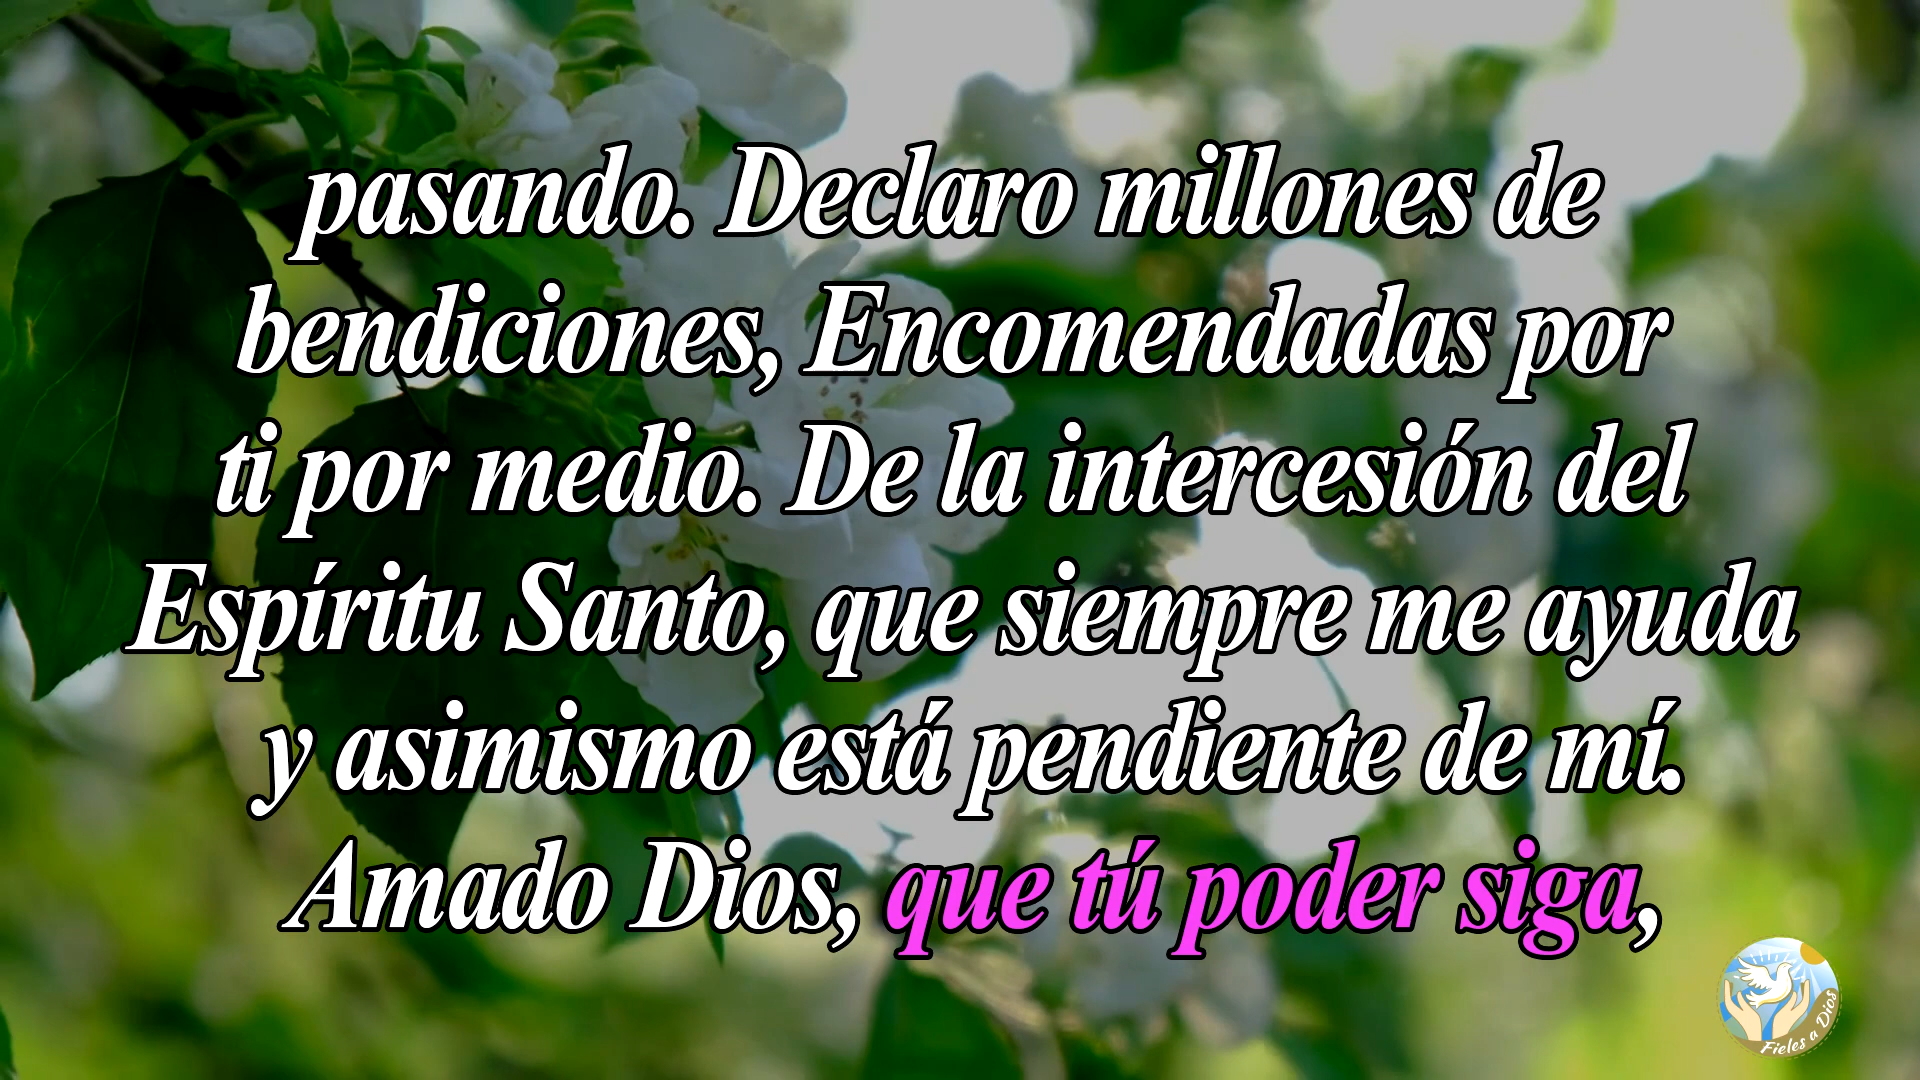 pasando. Declaro millones de
bendiciones, Encomendadas por
ti por medio. De la intercesión del
Espíritu Santo, que siempre me ayuda
y asimismo está pendiente de mí.
Amado Dios, que tú poder siga,
Fieles a Dios